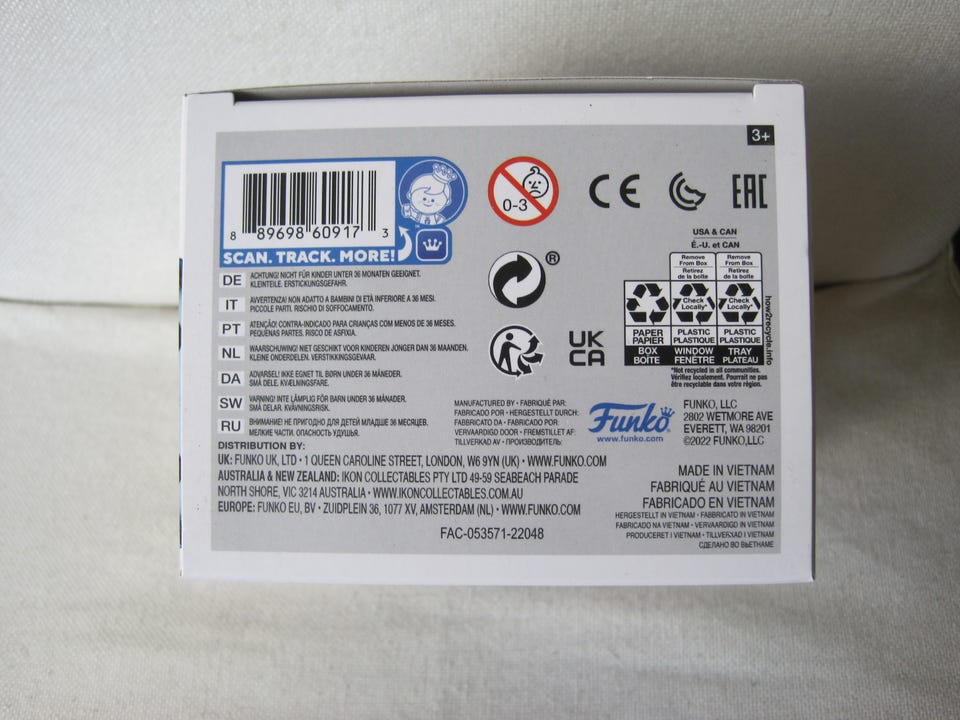 3+
8 89698 60917 3
SCAN. TRACK. MORE!
0-3
CE
EAC
®
UK
CA
USA & CAN
É.-U. et CAN
Remove From Box
Retirez de la boîte
Remove From Box
Retirez de la boîte
Check Locally*
Check Locally*
PAPER
PAPIER
PLASTIC
PLASTIQUE
PLASTIC
PLASTIQUE
BOX
BOÎTE
WINDOW
FENÊTRE
TRAY
PLATEAU
how2recycle.info
*Not recycled in all communities.
Vérifiez localement. Pourrait ne pas
être recyclable dans votre région.
DE ACHTUNG! NICHT FÜR KINDER UNTER 36 MONATEN GEEIGNET.
KLEINTEILE. ERSTICKUNGSGEFAHR.
IT AVVERTENZA! NON ADATTO A BAMBINI DI ETÀ INFERIORE A 36 MESI.
PICCOLE PARTI. RISCHIO DI SOFFOCAMENTO.
PT ATENÇÃO! CONTRA-INDICADO PARA CRIANÇAS COM MENOS DE 36 MESES.
PEQUENAS PARTES. RISCO DE ASFIXIA.
NL WAARSCHUWING! NIET GESCHIKT VOOR KINDEREN JONGER DAN 36 MAANDEN.
KLEINE ONDERDELEN. VERSTIKKINGSGEVAAR.
DA ADVARSEL! IKKE EGNET TIL BØRN UNDER 36 MÅNEDER.
SMÅ DELE. KVÆLNINGSFARE.
SW VARNING! INTE LÄMPLIG FÖR BARN UNDER 36 MÅNADER.
SMÅ DELAR. KVÄVNINGSRISK.
RU ВНИМАНИЕ! НЕ ПРИГОДНО ДЛЯ ДЕТЕЙ МЛАДШЕ 36 МЕСЯЦЕВ.
МЕЛКИЕ ЧАСТИ. ОПАСНОСТЬ УДУШЬЯ.
MANUFACTURED BY • FABRIQUÉ PAR:
FABRICADO POR • HERGESTELLT DURCH:
FABBRICATO DA • FABRICADO POR:
VERVAARDIGD DOOR • FREMSTILLET AF:
TILLVERKAD AV • ПРОИЗВОДИТЕЛЬ:
Funko
www.funko.com
FUNKO, LLC
2802 WETMORE AVE
EVERETT, WA 98201
©2022 FUNKO,LLC
DISTRIBUTION BY:
UK: FUNKO UK, LTD • 1 QUEEN CAROLINE STREET, LONDON, W6 9YN (UK) • WWW.FUNKO.COM
AUSTRALIA & NEW ZEALAND: IKON COLLECTABLES PTY LTD 49-59 SEABEACH PARADE
NORTH SHORE, VIC 3214 AUSTRALIA • WWW.IKONCOLLECTABLES.COM.AU
EUROPE: FUNKO EU, BV • ZUIDPLEIN 36, 1077 XV, AMSTERDAM (NL) • WWW.FUNKO.COM
FAC-053571-22048
MADE IN VIETNAM
FABRIQUÉ AU VIETNAM
FABRICADO EN VIETNAM
HERGESTELLT IN VIETNAM • FABBRICATO IN VIETNAM
FABRICADO NA VIETNAM • VERVAARDIGD IN VIETNAM
PRODUCERET I VIETNAM • TILLVERKAD I VIETNAM
СДЕЛАНО ВО ВЬЕТНАМЕ